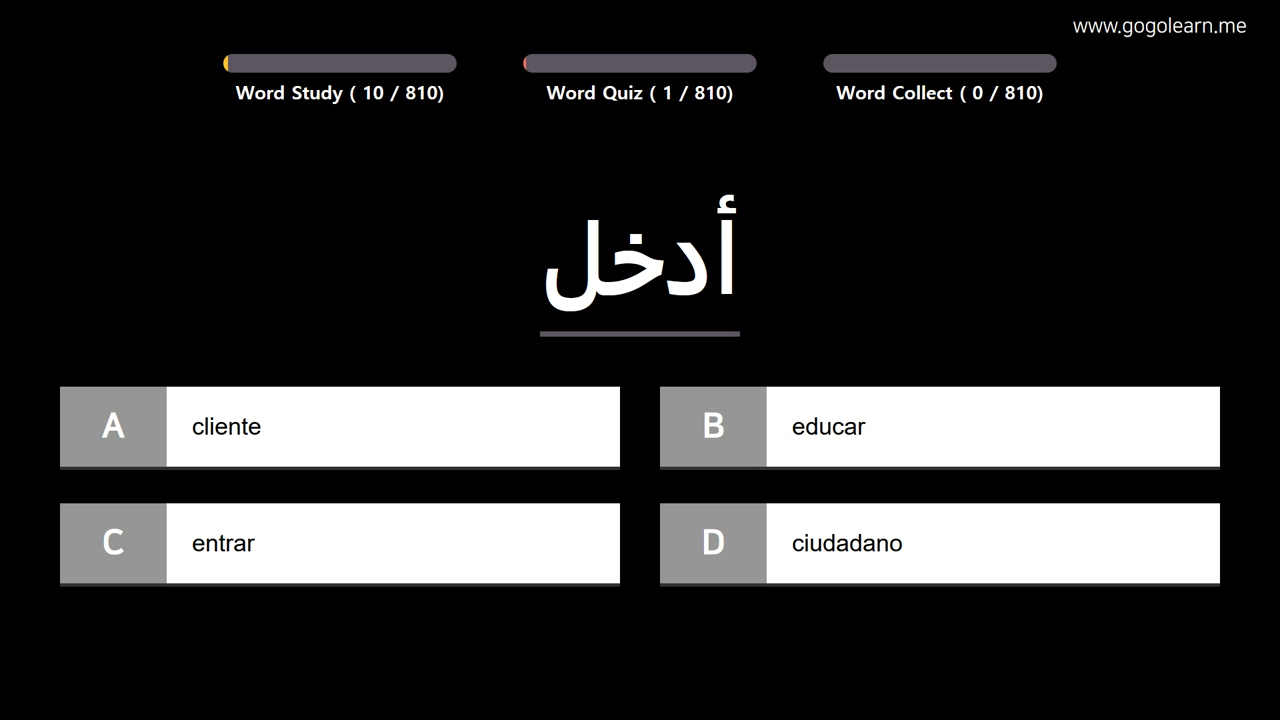 www.gogolearn.me
Word Study ( 10 / 810)
Word Quiz ( 1 / 810)
Word Collect ( 0 / 810)
أدخل
A cliente
B educar
C entrar
D ciudadano